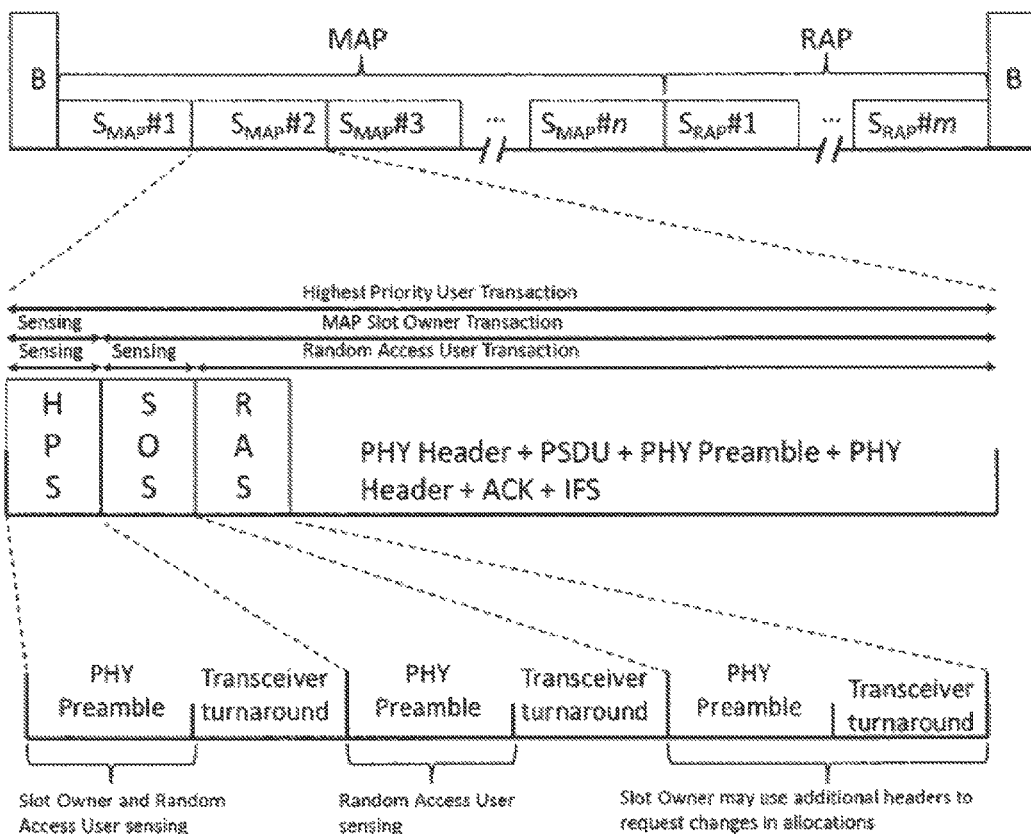 MAP
RAP
B
B
S_MAP#1
S_MAP#2
S_MAP#3
...
S_MAP#n
S_RAP#1
...
S_RAP#m
Highest Priority User Transaction
Sensing
MAP Slot Owner Transaction
Sensing
Sensing
Random Access User Transaction
H
P
S
S
O
S
R
A
S
PHY Header + PSDU + PHY Preamble + PHY
Header + ACK + IFS
PHY
Preamble
Transceiver
turnaround
PHY
Preamble
Transceiver
turnaround
PHY
Preamble
Transceiver
turnaround
Slot Owner and Random
Access User sensing
Random Access User
sensing
Slot Owner may use additional headers to
request changes in allocations